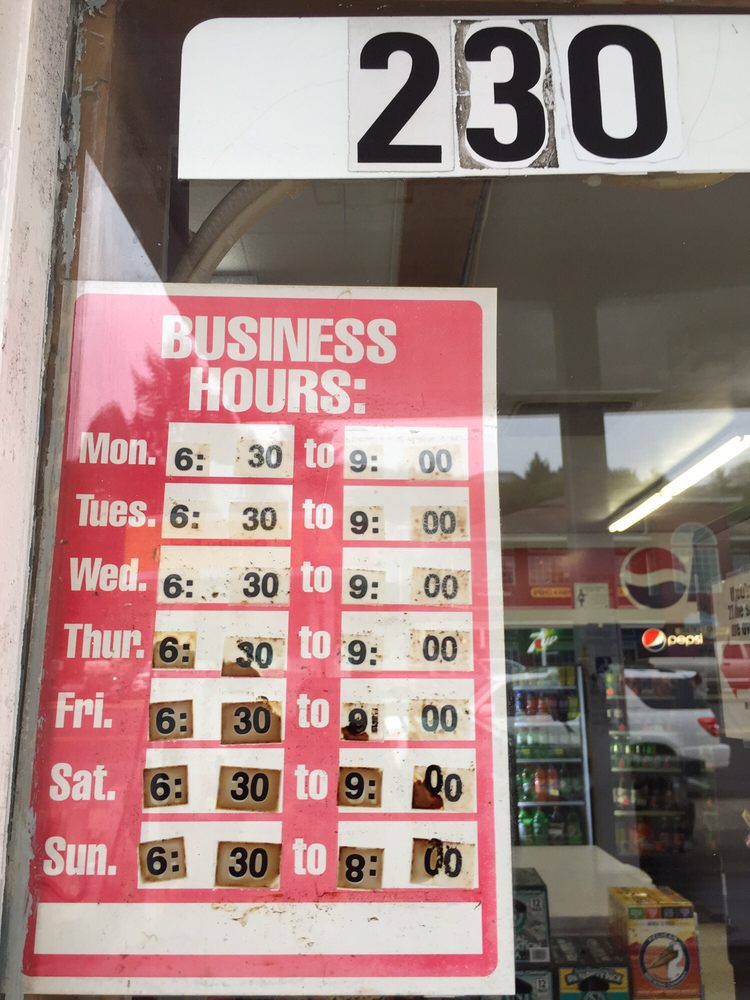 230
BUSINESS
HOURS:
Mon. 6: 30 to 9: 00
Tues. 6: 30 to 9: 00
Wed. 6: 30 to 9: 00
Thur. 6: 30 to 9: 00
Fri. 6: 30 to 9: 00
Sat. 6: 30 to 9: 00
Sun. 6: 30 to 8: 00
pepsi
12